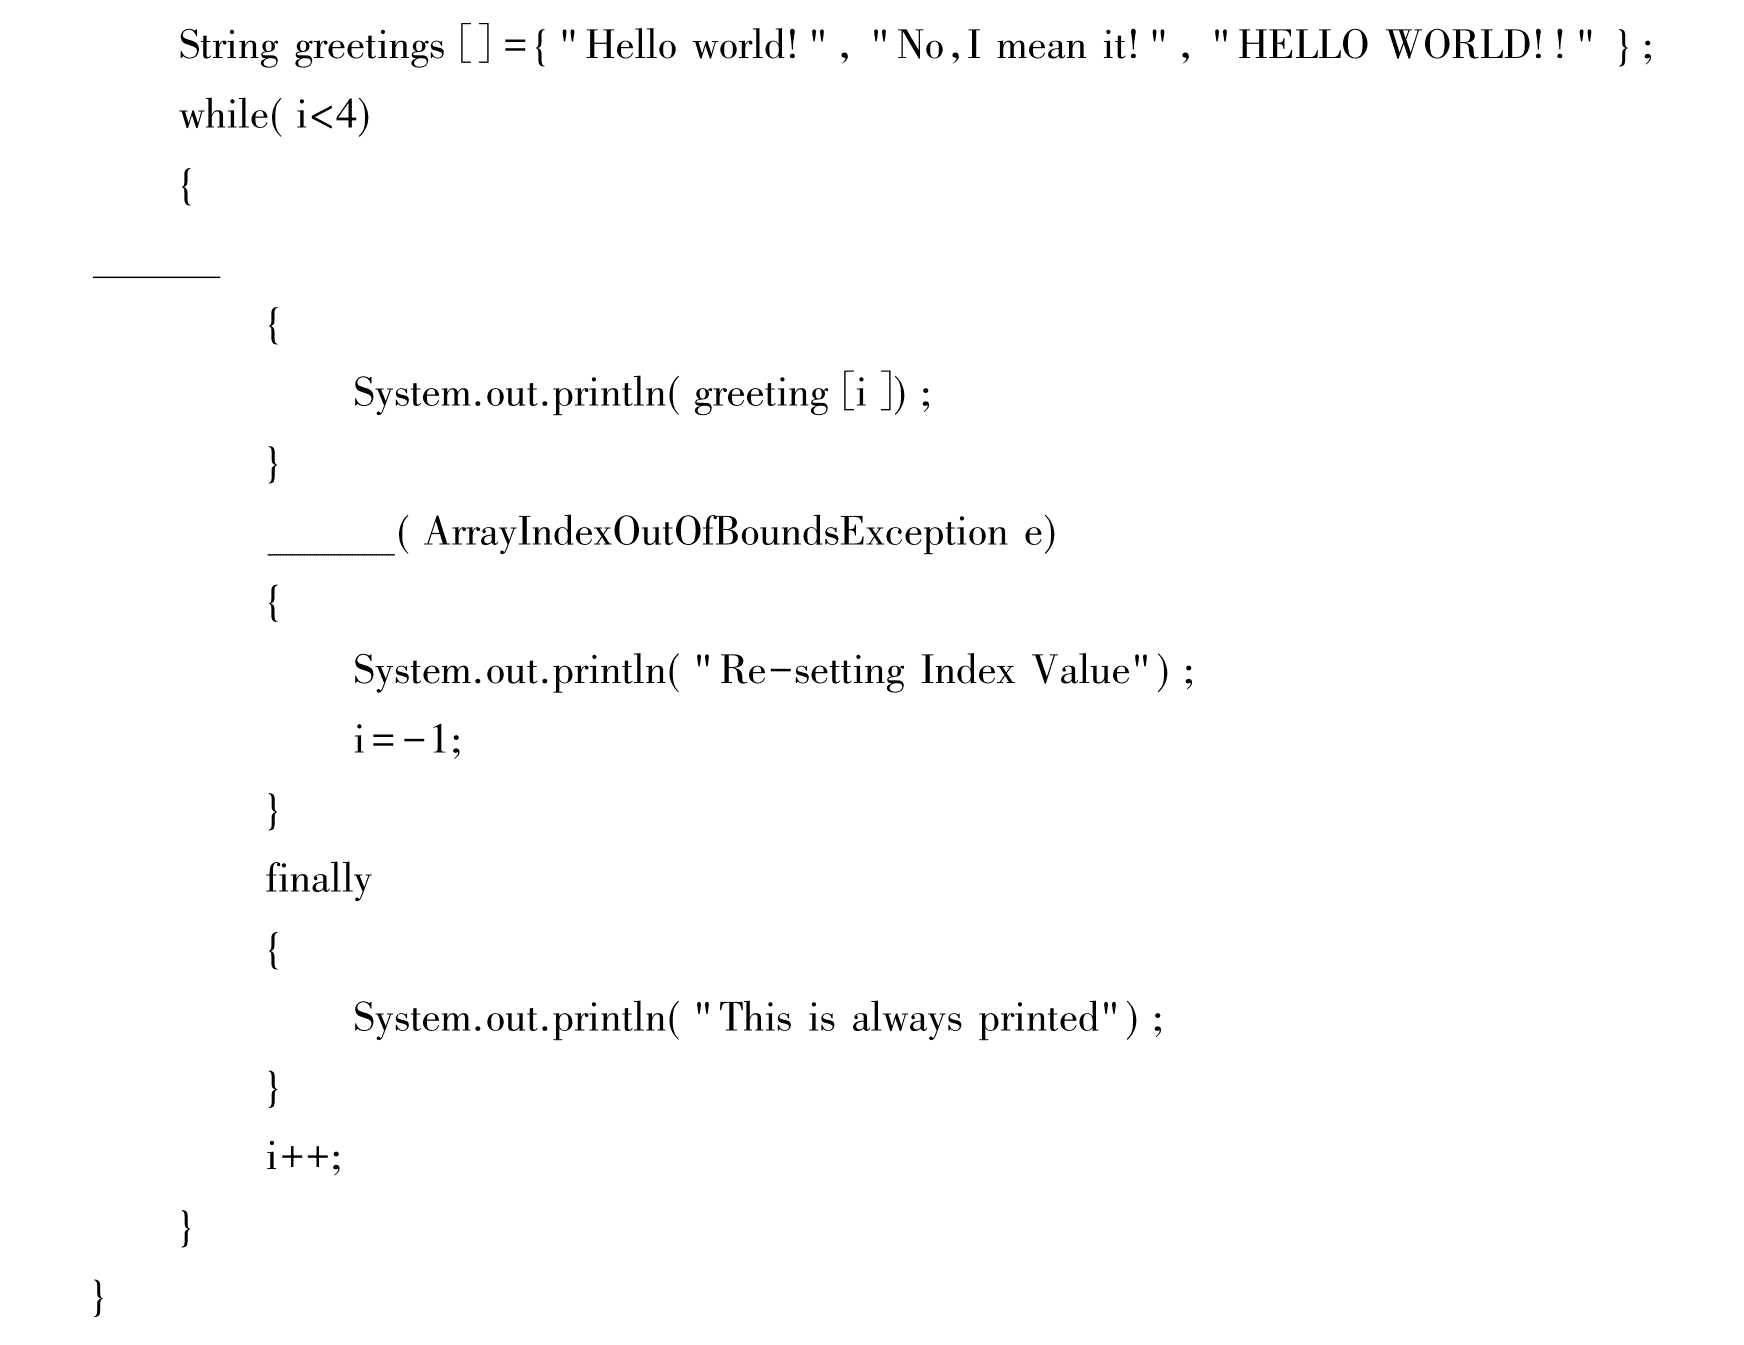 String greetings []={ "Hello world!", "No,I mean it!", "HELLO WORLD!!" };
while( i<4)
{
______
{
System.out.println( greeting [i ]) ;
}
______( ArrayIndexOutOfBoundsException e)
{
System.out.println( "Re-setting Index Value") ;
i=-1;
}
finally
{
System.out.println( "This is always printed") ;
}
i++;
}
}